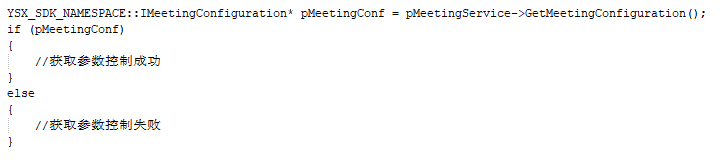 YSX_SDK_NAMESPACE::IMeetingConfiguration* pMeetingConf = pMeetingService->GetMeetingConfiguration();
if (pMeetingConf)
{
    //获取参数控制成功
}
else
{
    //获取参数控制失败
}